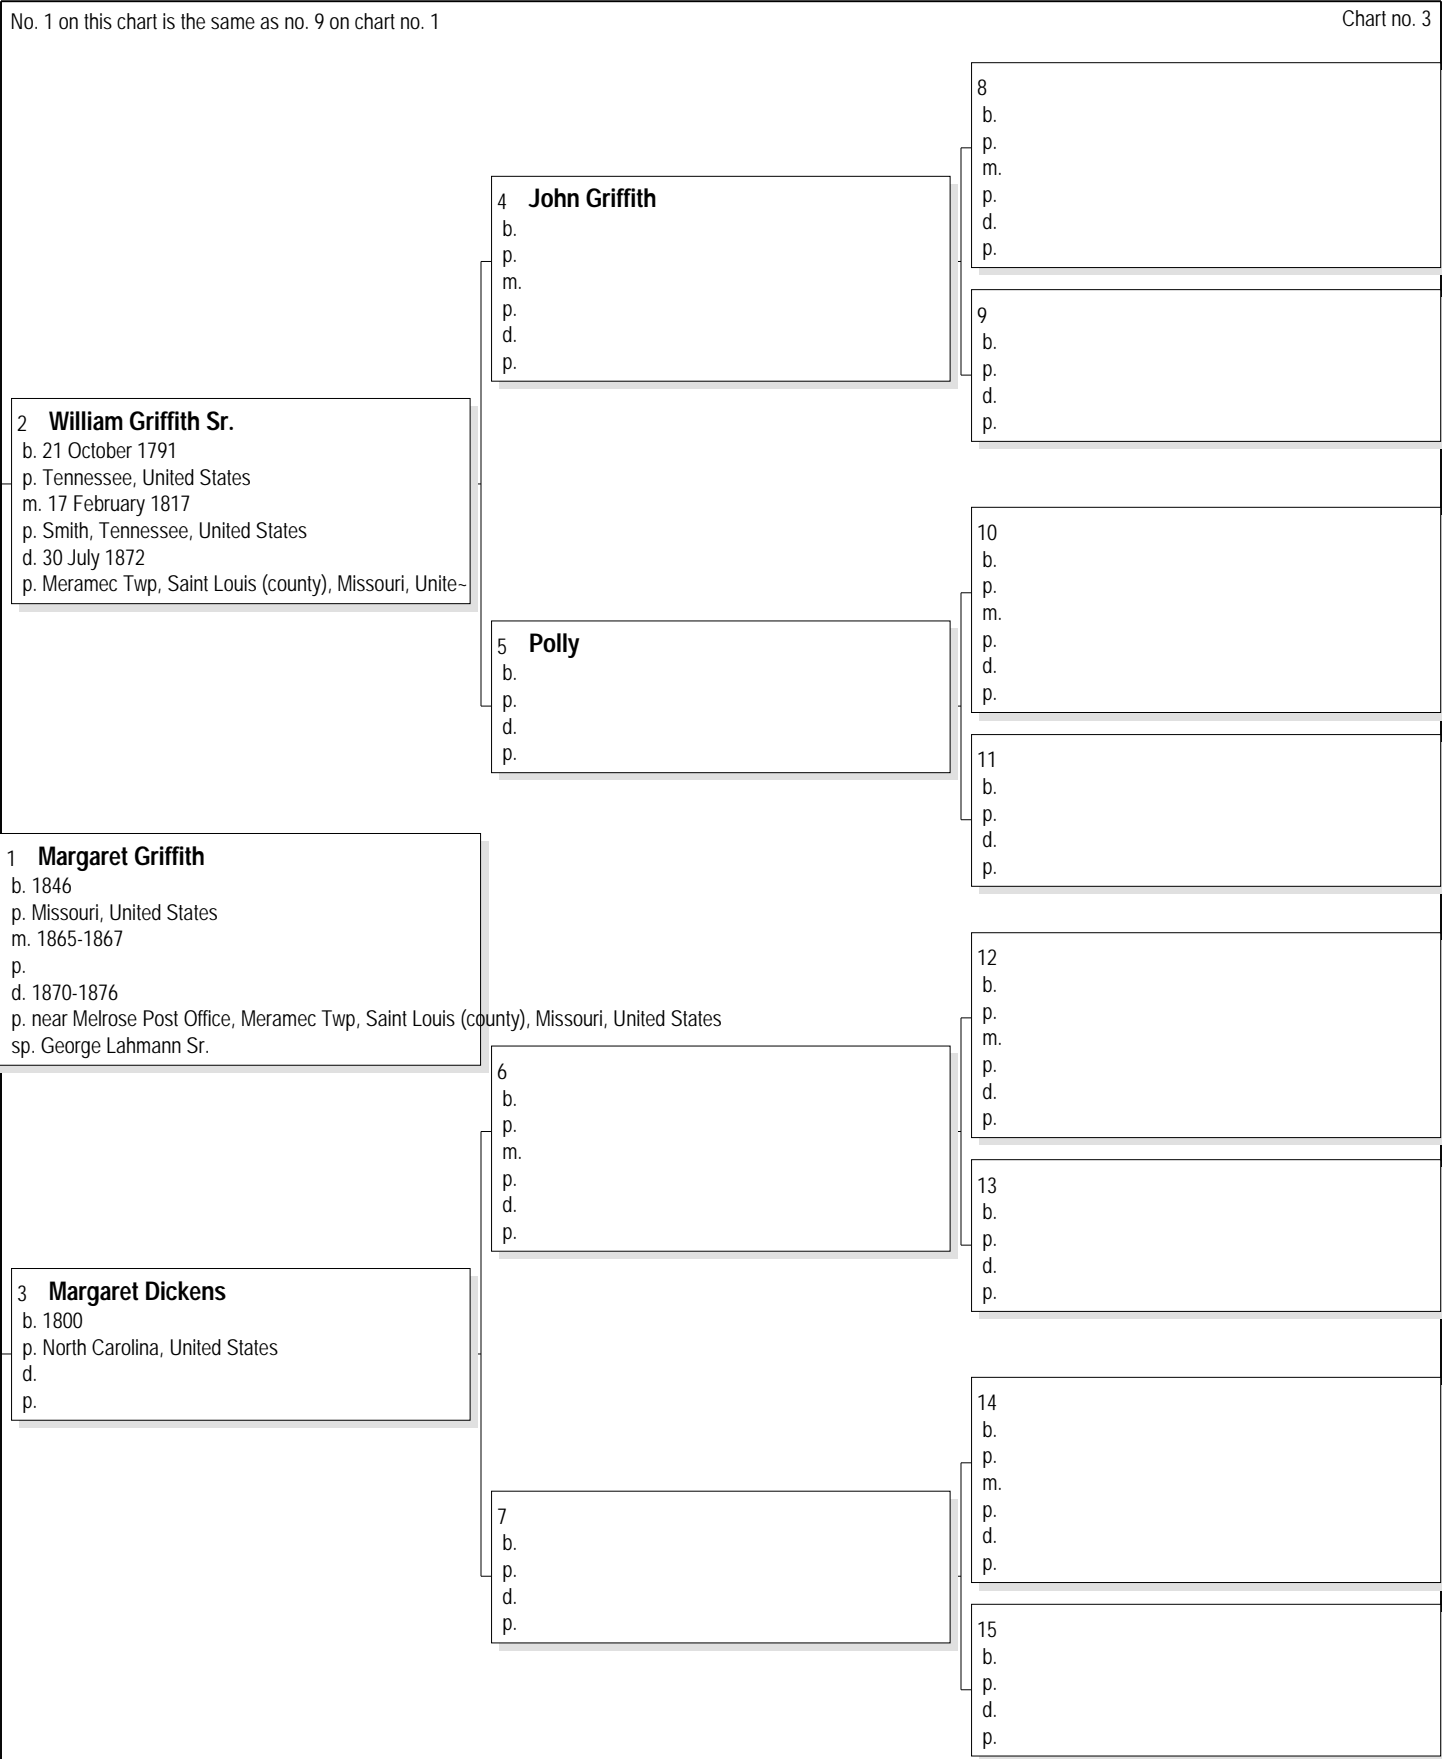 No. 1 on this chart is the same as no. 9 on chart no. 1
Chart no. 3
8
b.
p.
m.
p.
d.
p.
4 John Griffith
b.
p.
m.
p.
d.
p.
9
b.
p.
d.
p.
2 William Griffith Sr.
b. 21 October 1791
p. Tennessee, United States
m. 17 February 1817
p. Smith, Tennessee, United States
d. 30 July 1872
p. Meramec Twp, Saint Louis (county), Missouri, Unite~
10
b.
p.
m.
p.
d.
p.
5 Polly
b.
p.
d.
p.
11
b.
p.
d.
p.
1 Margaret Griffith
b. 1846
p. Missouri, United States
m. 1865-1867
p.
d. 1870-1876
p. near Melrose Post Office, Meramec Twp, Saint Louis (county), Missouri, United States
sp. George Lahmann Sr.
12
b.
p.
m.
p.
d.
p.
6
b.
p.
m.
p.
d.
p.
13
b.
p.
d.
p.
3 Margaret Dickens
b. 1800
p. North Carolina, United States
d.
p.
14
b.
p.
m.
p.
d.
p.
7
b.
p.
d.
p.
15
b.
p.
d.
p.